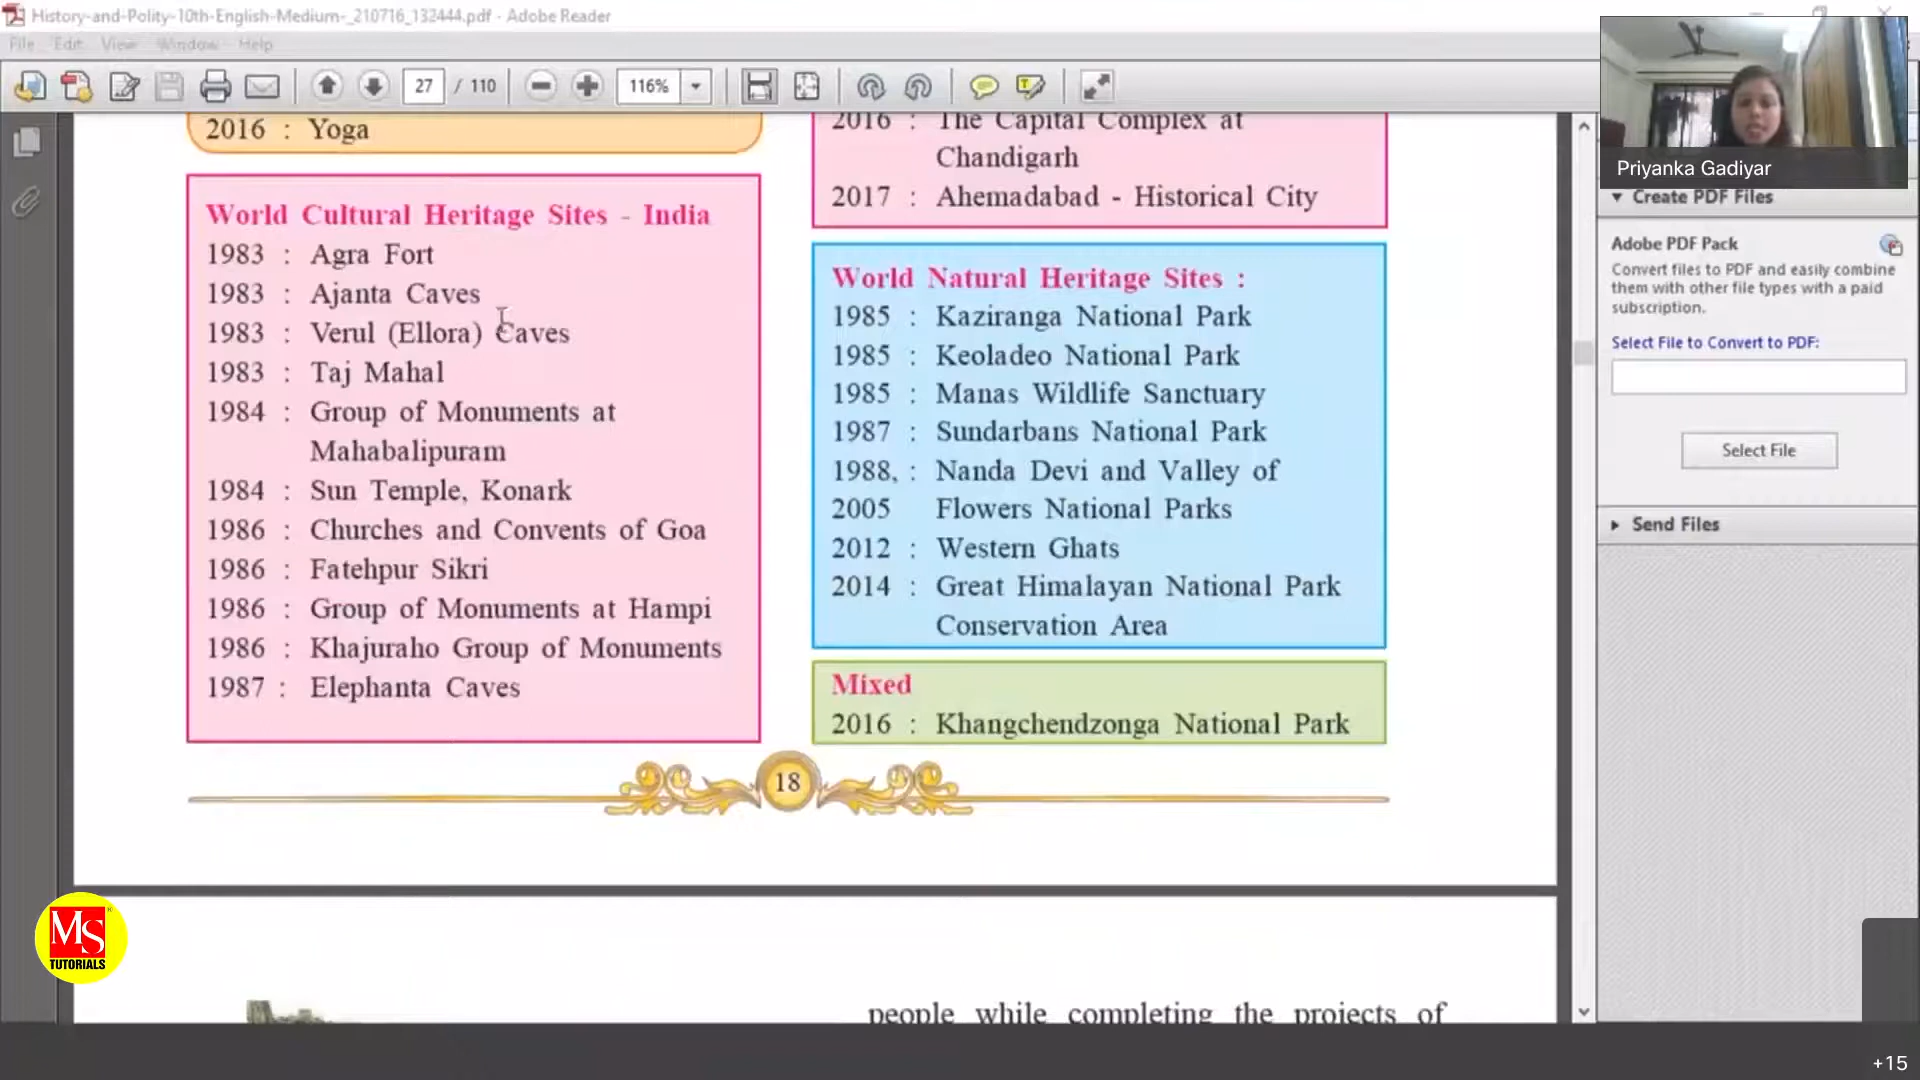 History-and-Polity-10th-English-Medium-_210716_132444.pdf - Adobe Reader
File Edit View Window Help
27 / 110
116%
2016 : Yoga
World Cultural Heritage Sites - India
1983 : Agra Fort
1983 : Ajanta Caves
1983 : Verul (Ellora) Caves
1983 : Taj Mahal
1984 : Group of Monuments at
Mahabalipuram
1984 : Sun Temple, Konark
1986 : Churches and Convents of Goa
1986 : Fatehpur Sikri
1986 : Group of Monuments at Hampi
1986 : Khajuraho Group of Monuments
1987 : Elephanta Caves
2016 : The Capital Complex at
Chandigarh
2017 : Ahemadabad - Historical City
World Natural Heritage Sites :
1985 : Kaziranga National Park
1985 : Keoladeo National Park
1985 : Manas Wildlife Sanctuary
1987 : Sundarbans National Park
1988, : Nanda Devi and Valley of
2005 Flowers National Parks
2012 : Western Ghats
2014 : Great Himalayan National Park
Conservation Area
Mixed
2016 : Khangchendzonga National Park
18
people while completing the projects of
Priyanka Gadiyar
Create PDF Files
Adobe PDF Pack
Convert files to PDF and easily combine
them with other file types with a paid
subscription.
Select File to Convert to PDF:
Select File
Send Files
MS
TUTORIALS
+15